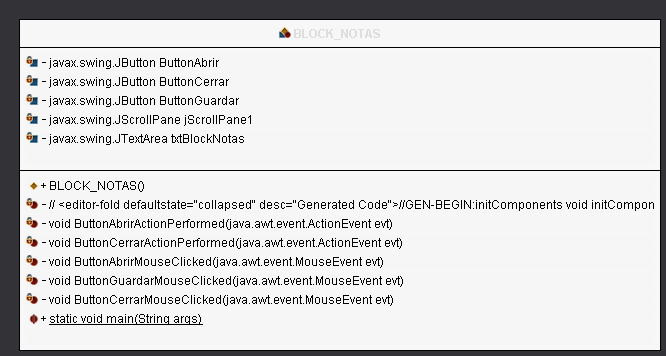 BLOCK_NOTAS
- javax.swing.JButton ButtonAbrir
- javax.swing.JButton ButtonCerrar
- javax.swing.JButton ButtonGuardar
- javax.swing.JScrollPane jScrollPane1
- javax.swing.JTextArea txtBlockNotas
+ BLOCK_NOTAS()
- // <editor-fold defaultstate="collapsed" desc="Generated Code">//GEN-BEGIN:initComponents void initCompon
- void ButtonAbrirActionPerformed(java.awt.event.ActionEvent evt)
- void ButtonCerrarActionPerformed(java.awt.event.ActionEvent evt)
- void ButtonAbrirMouseClicked(java.awt.event.MouseEvent evt)
- void ButtonGuardarMouseClicked(java.awt.event.MouseEvent evt)
- void ButtonCerrarMouseClicked(java.awt.event.MouseEvent evt)
+ static void main(String args)